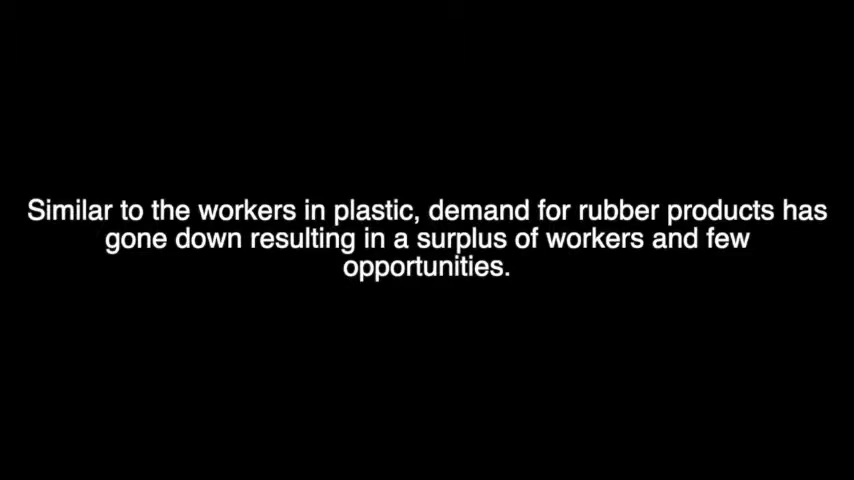 Similar to the workers in plastic, demand for rubber products has
gone down resulting in a surplus of workers and few
opportunities.